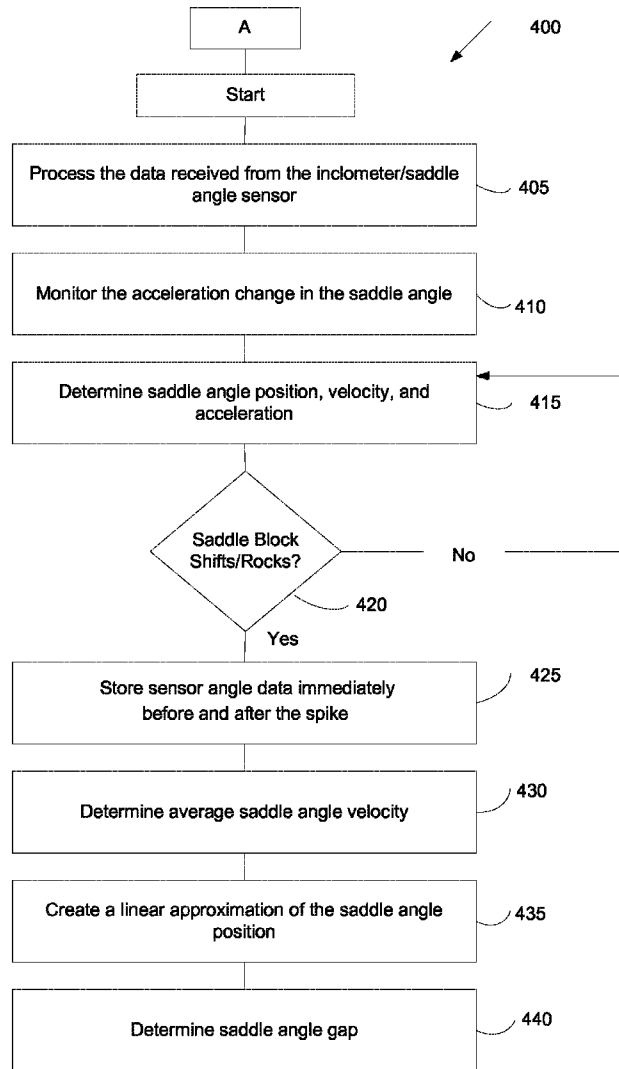 A
400
Start
Process the data received from the inclometer/saddle
angle sensor
405
Monitor the acceleration change in the saddle angle
410
Determine saddle angle position, velocity, and
acceleration
415
Saddle Block
Shifts/Rocks?
No
420
Yes
Store sensor angle data immediately
before and after the spike
425
Determine average saddle angle velocity
430
Create a linear approximation of the saddle angle
position
435
Determine saddle angle gap
440